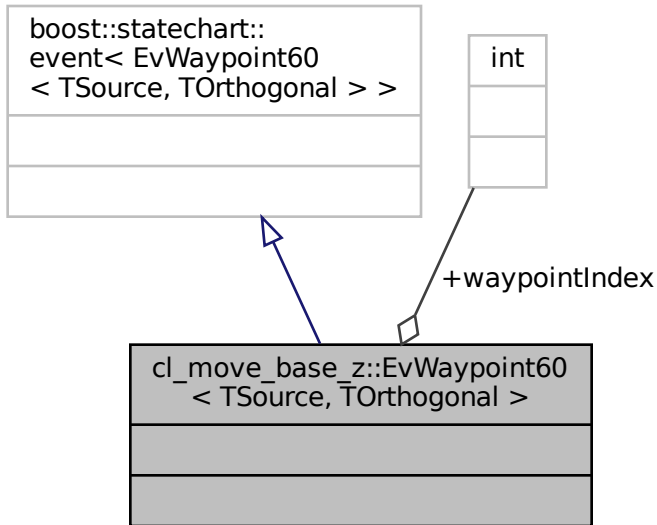 boost::statechart::
event< EvWaypoint60
< TSource, TOrthogonal > >
int
+waypointIndex
cl_move_base_z::EvWaypoint60
< TSource, TOrthogonal >